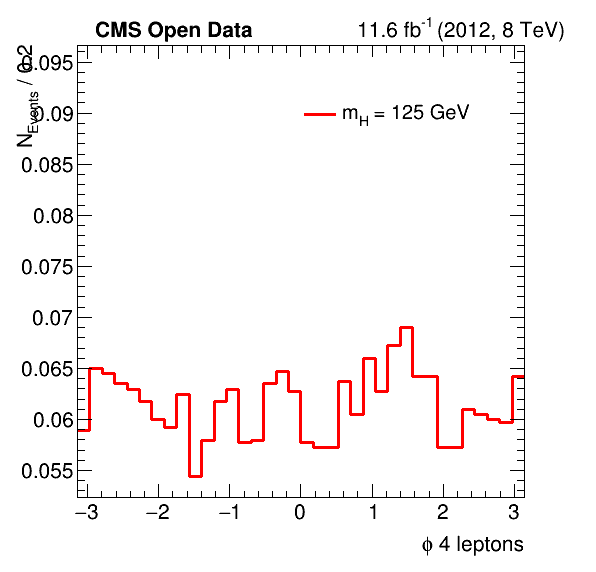 CMS Open Data
11.6 fb⁻¹ (2012, 8 TeV)
N_Events / 0.2
m_H = 125 GeV
0.095
0.09
0.085
0.08
0.075
0.07
0.065
0.06
0.055
−3 −2 −1 0 1 2 3
ϕ 4 leptons